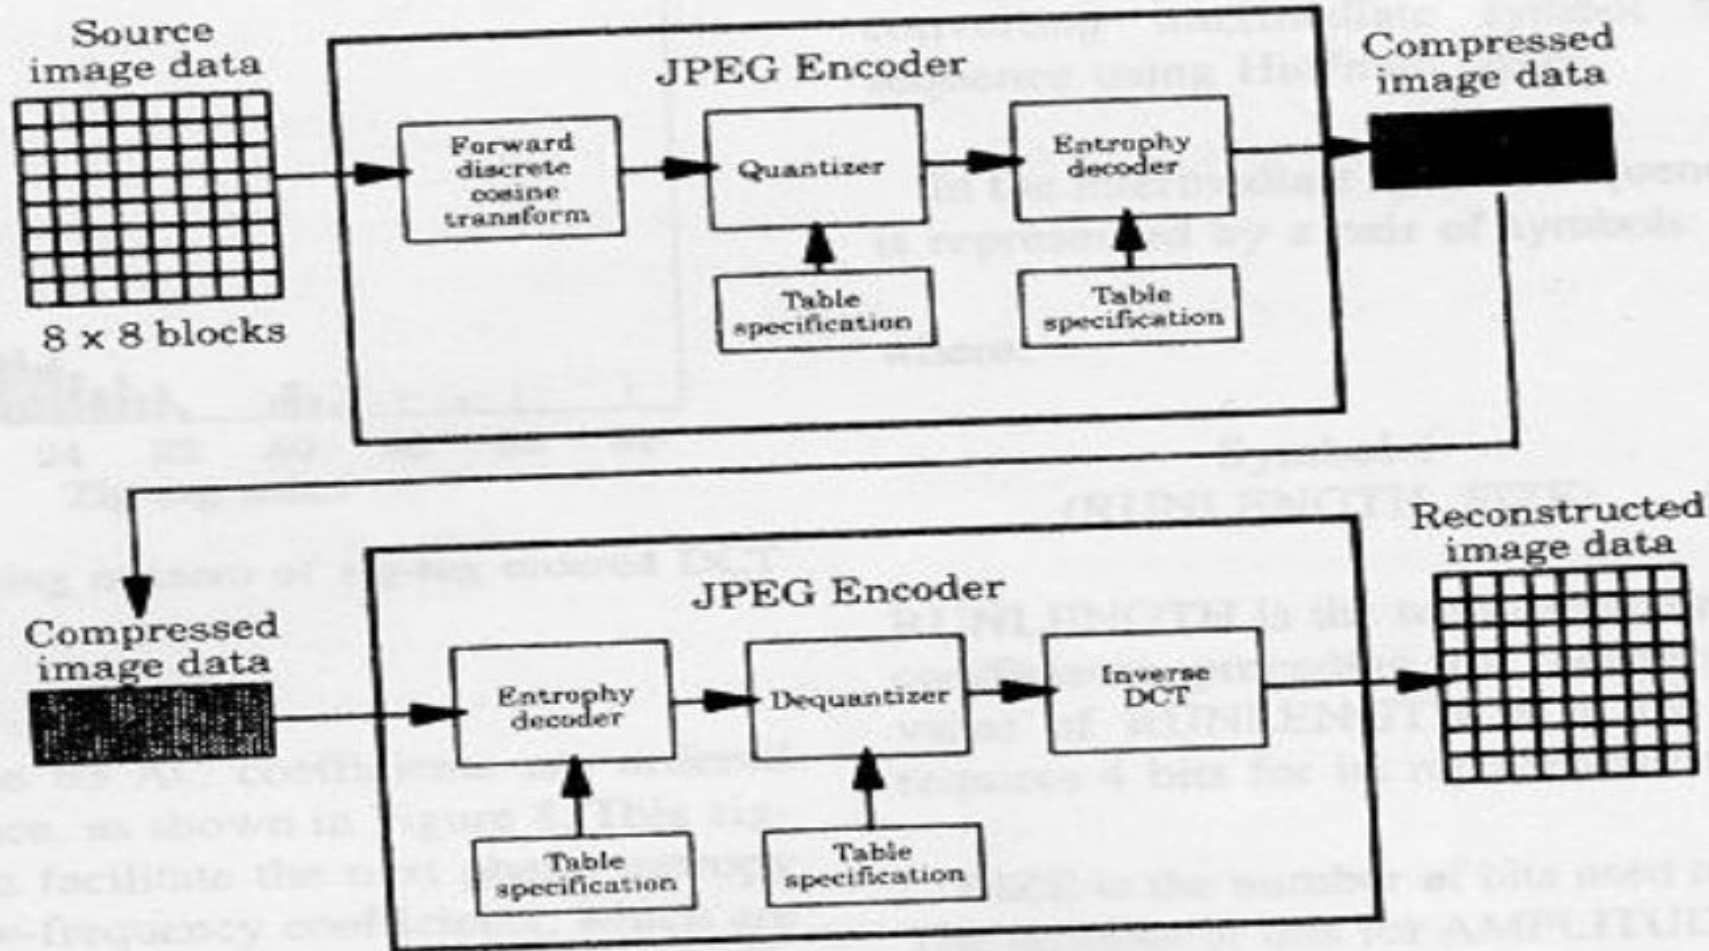 Source
image data
8 x 8 blocks
JPEG Encoder
Forward
discrete
cosine
transform
Quantizer
Entrophy
decoder
Table
specification
Table
specification
Compressed
image data
Compressed
image data
JPEG Encoder
Entrophy
decoder
Dequantizer
Inverse
DCT
Table
specification
Table
specification
Reconstructed
image data